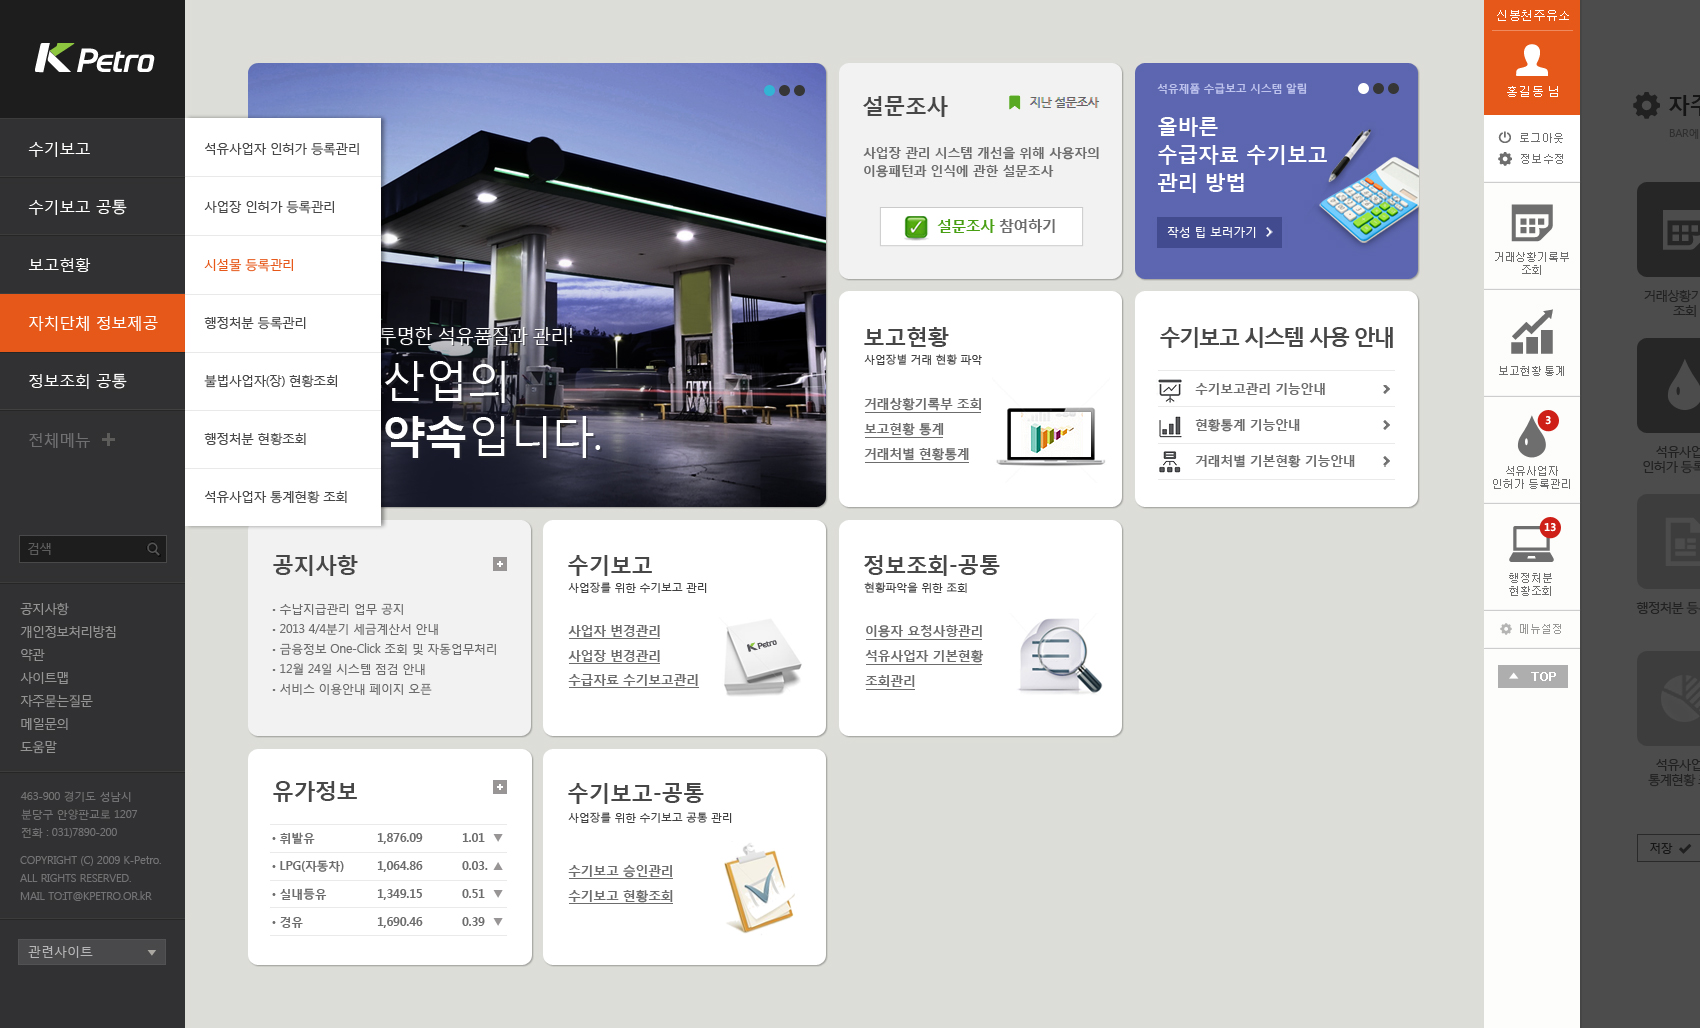 K Petro
수기보고
수기보고 공통
보고현황
자치단체 정보제공
정보조회 공통
전체메뉴
검색
공지사항
개인정보처리방침
약관
사이트맵
자주묻는질문
메일문의
도움말
463-900 경기도 성남시
분당구 안양판교로 1207
전화 : 031)7890-200
COPYRIGHT (C) 2009 K-Petro.
ALL RIGHTS RESERVED.
MAIL TO:IT@KPETRO.OR.kR
관련사이트
석유사업자 인허가 등록관리
사업장 인허가 등록관리
시설물 등록관리
행정처분 등록관리
불법사업자(장) 현황조회
행정처분 현황조회
석유사업자 통계현황 조회
투명한 석유품질과 관리!
산업의
약속입니다.
설문조사
지난 설문조사
사업장 관리 시스템 개선을 위해 사용자의
이용패턴과 인식에 관한 설문조사
설문조사 참여하기
석유제품 수급보고 시스템 알림
올바른
수급자료 수기보고
관리 방법
작성 팁 보러가기
보고현황
사업장별 거래 현황 파악
거래상황기록부 조회
보고현황 통계
거래처별 현황통계
수기보고 시스템 사용 안내
수기보고관리 기능안내
현황통계 기능안내
거래처별 기본현황 기능안내
공지사항
· 수납지급관리 업무 공지
· 2013 4/4분기 세금계산서 안내
· 금융정보 One-Click 조회 및 자동업무처리
· 12월 24일 시스템 점검 안내
· 서비스 이용안내 페이지 오픈
수기보고
사업장를 위한 수기보고 관리
사업자 변경관리
사업장 변경관리
수급자료 수기보고관리
K Petro
정보조회-공통
현황파악을 위한 조회
이용자 요청사항관리
석유사업자 기본현황
조회관리
유가정보
· 휘발유 1,876.09 1.01 ▼
· LPG(자동차) 1,064.86 0.03. ▲
· 실내등유 1,349.15 0.51 ▼
· 경유 1,690.46 0.39 ▼
수기보고-공통
사업장를 위한 수기보고 공통 관리
수기보고 승인관리
수기보고 현황조회
신봉천주유소
홍길동 님
로그아웃
정보수정
거래상황기록부
조회
보고현황 통계
3
석유사업자
인허가 등록관리
13
행정처분
현황조회
메뉴설정
TOP
자주
BAR에
거래상황기
조회
석유사업
인허가 등록
행정처분 등
석유사업
통계현황
저장